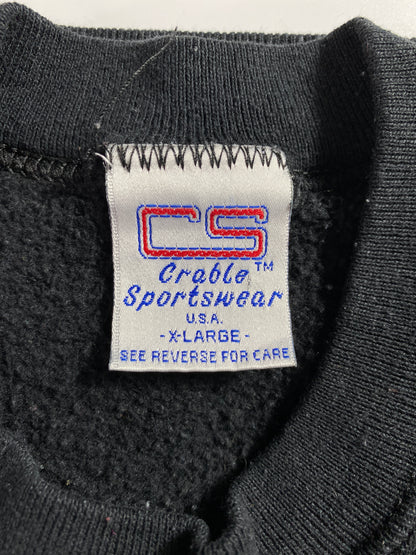 CS
Crable™
Sportswear
U.S.A.
-X-LARGE-
SEE REVERSE FOR CARE